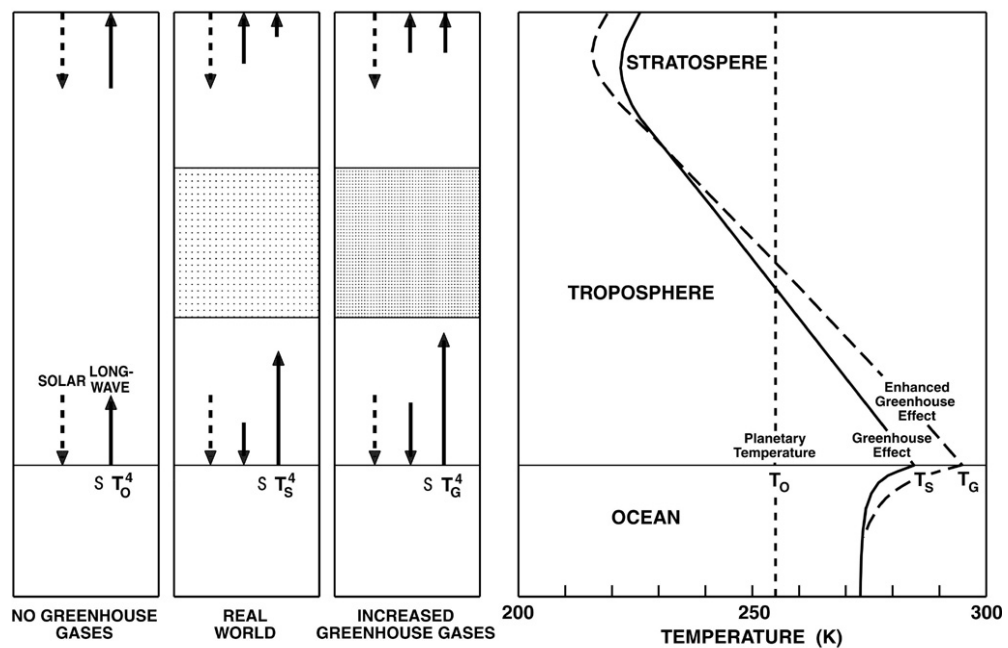 SOLAR LONG-
WAVE
S T_O^4
S T_S^4
S T_G^4
NO GREENHOUSE
GASES
REAL
WORLD
INCREASED
GREENHOUSE GASES
STRATOSPERE
TROPOSPHERE
Enhanced
Greenhouse
Effect
Planetary
Temperature
Greenhouse
Effect
T_O
T_S
T_G
OCEAN
200
250
300
TEMPERATURE (K)